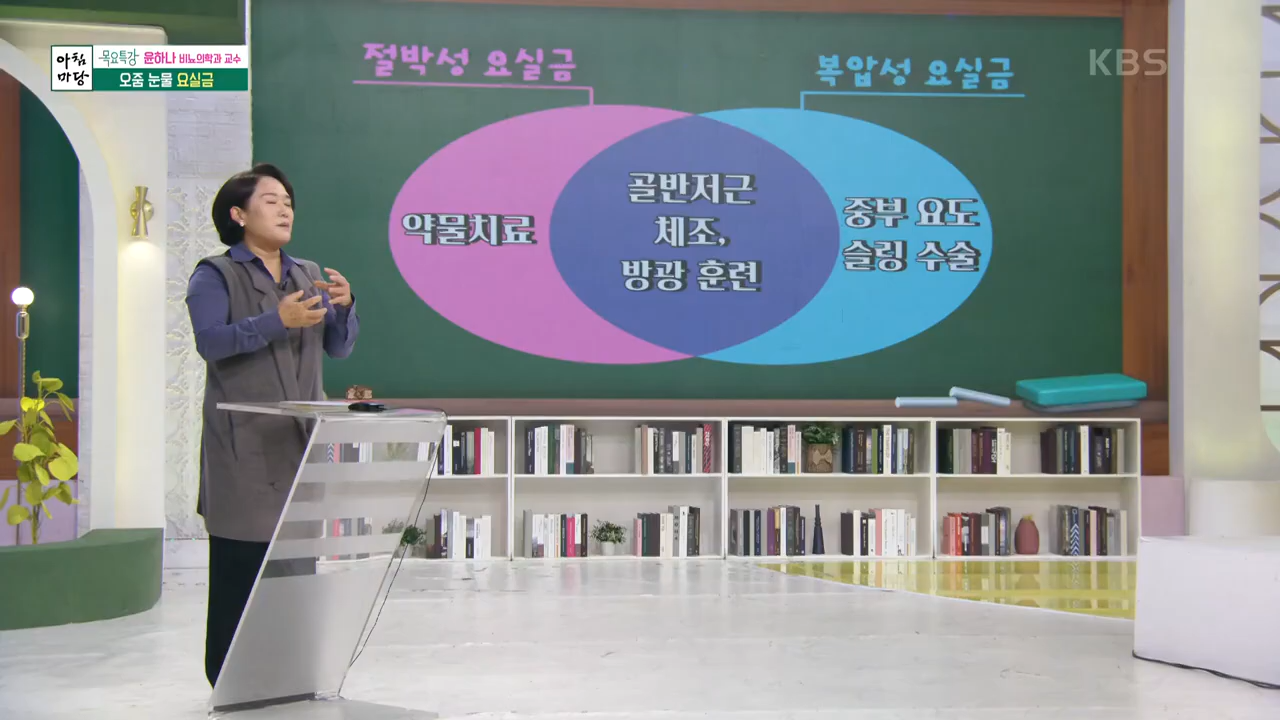 아침
마당
목요특강 윤하나 비뇨의학과 교수
오줌 눈물 요실금
KBS
절박성 요실금
복압성 요실금
약물치료
골반저근
체조,
방광 훈련
중부 요도
슬링 수술